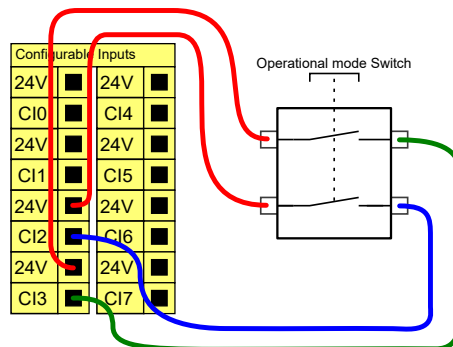 Configurable Inputs
Operational mode Switch
24V 24V
CI0 CI4
24V 24V
CI1 CI5
24V 24V
CI2 CI6
24V 24V
CI3 CI7